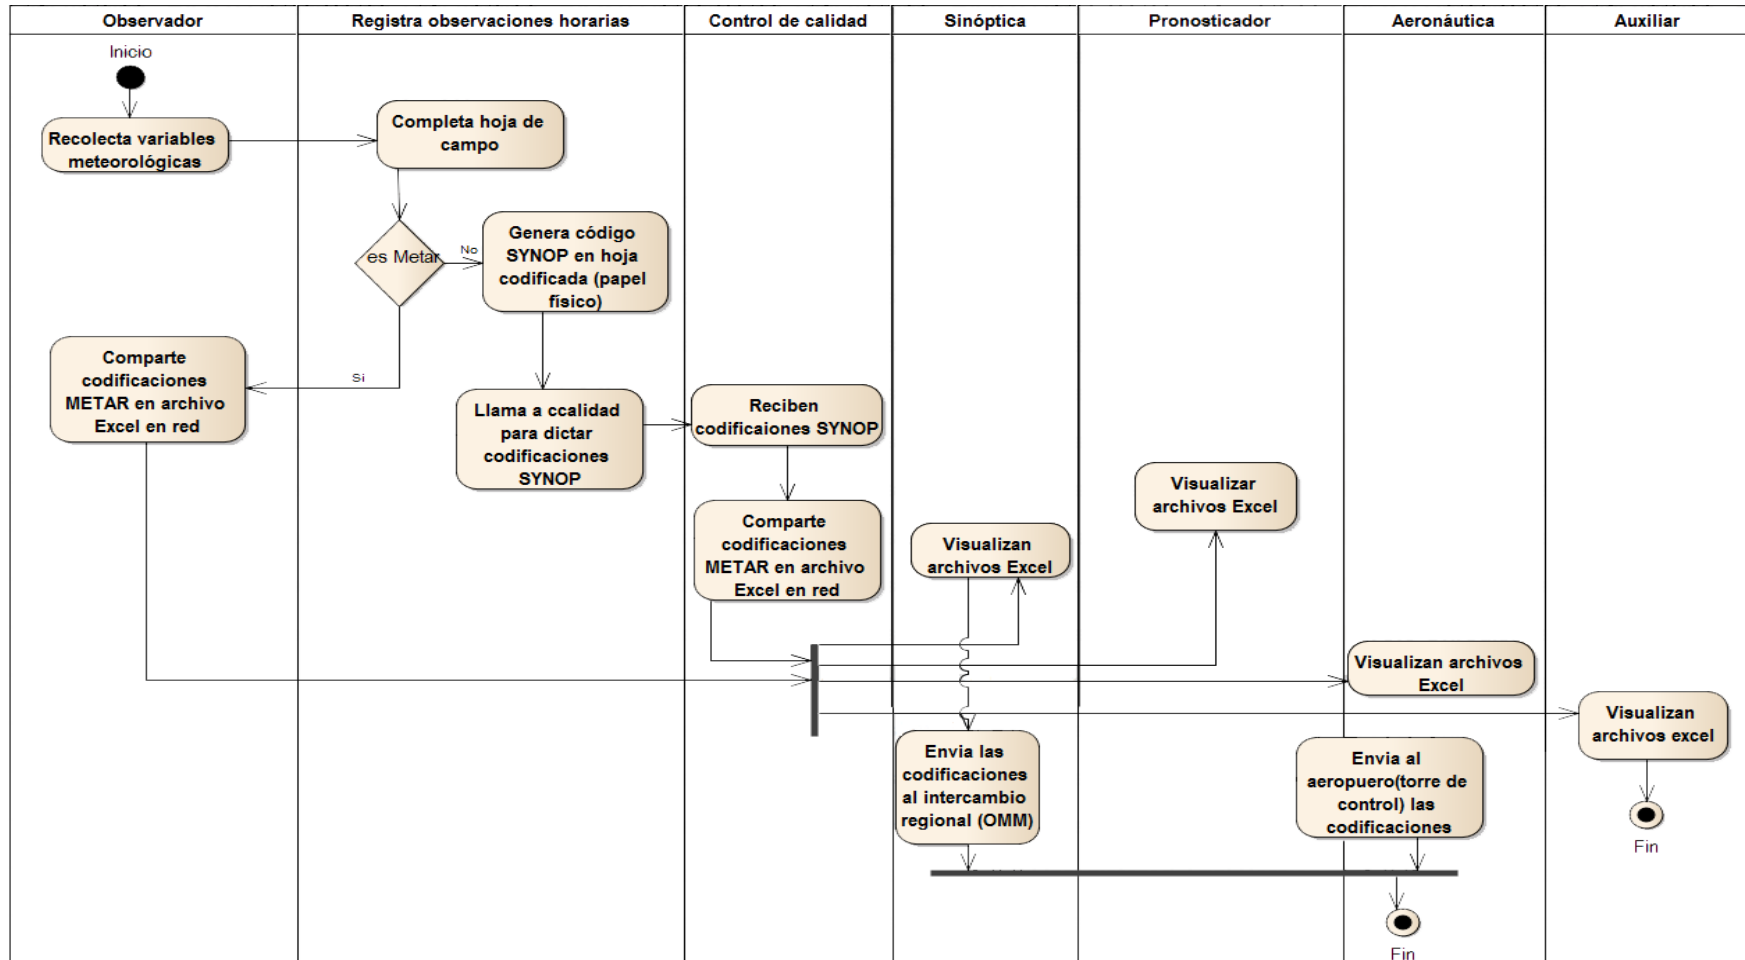 Observador
Registra observaciones horarias
Control de calidad
Sinóptica
Pronosticador
Aeronáutica
Auxiliar
Inicio
Recolecta variables
meteorológicas
Completa hoja de
campo
es Metar
No
Genera código
SYNOP en hoja
codificada (papel
físico)
Si
Comparte
codificaciones
METAR en archivo
Excel en red
Llama a ccalidad
para dictar
codificaciones
SYNOP
Reciben
codificaiones SYNOP
Comparte
codificaciones
METAR en archivo
Excel en red
Visualizan
archivos Excel
Visualizar
archivos Excel
Visualizan archivos
Excel
Visualizan
archivos excel
Envia las
codificaciones
al intercambio
regional (OMM)
Envia al
aeropuero(torre de
control) las
codificaciones
Fin
Fin